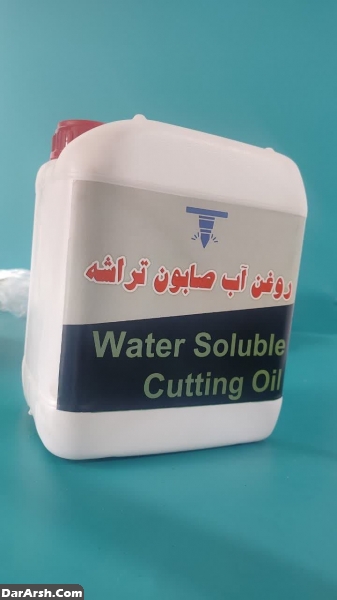 روغن آب صابون تراشه
Water Soluble
Cutting Oil
DarArsh.Com